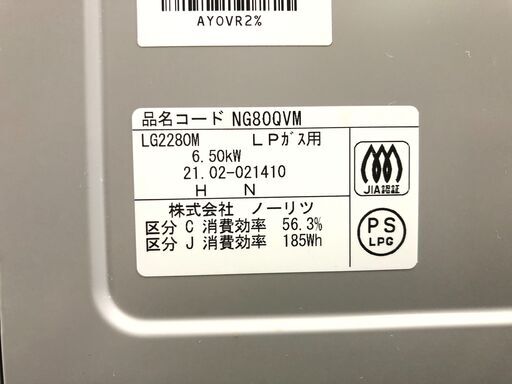 AYOVR2%
品名コード NG80QVM
LG2280M LPガス用
6.50kW
21.02-021410
H N
JIA認証
株式会社 ノーリツ
区分 C 消費効率 56.3%
区分 J 消費効率 185Wh
PS
LPG